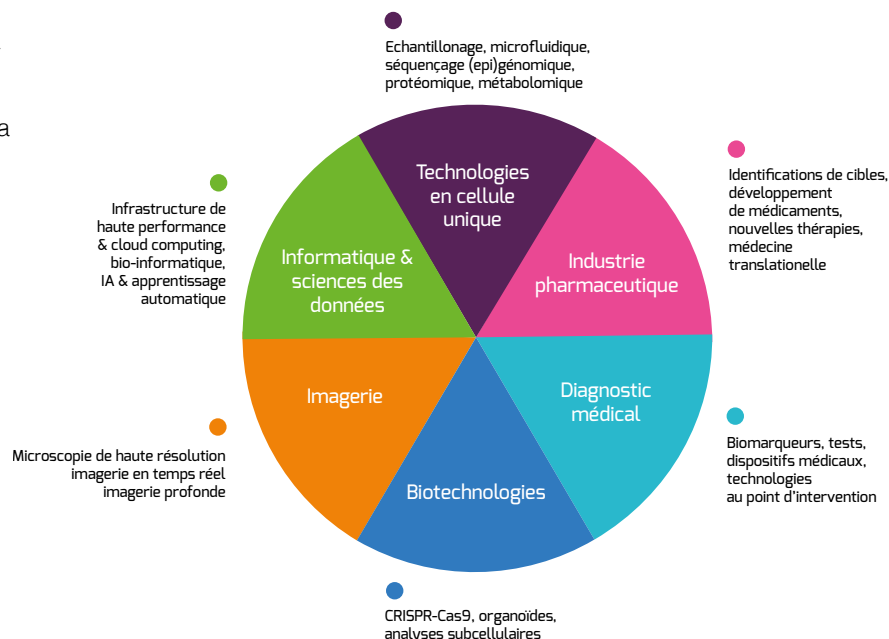 Echantillonage, microfluidique,
séquençage (epi)génomique,
protéomique, métabolomique
a
Technologies
en cellule
unique
Identifications de cibles,
développement
de médicaments,
nouvelles thérapies,
médecine
translationelle
Infrastructure de
haute performance
& cloud computing,
bio-informatique,
IA & apprentissage
automatique
Informatique &
sciences des
données
Industrie
pharmaceutique
Imagerie
Diagnostic
médical
Microscopie de haute résolution
imagerie en temps réel
imagerie profonde
Biomarqueurs, tests,
dispositifs médicaux,
technologies
au point d'intervention
Biotechnologies
CRISPR-Cas9, organoïdes,
analyses subcellulaires